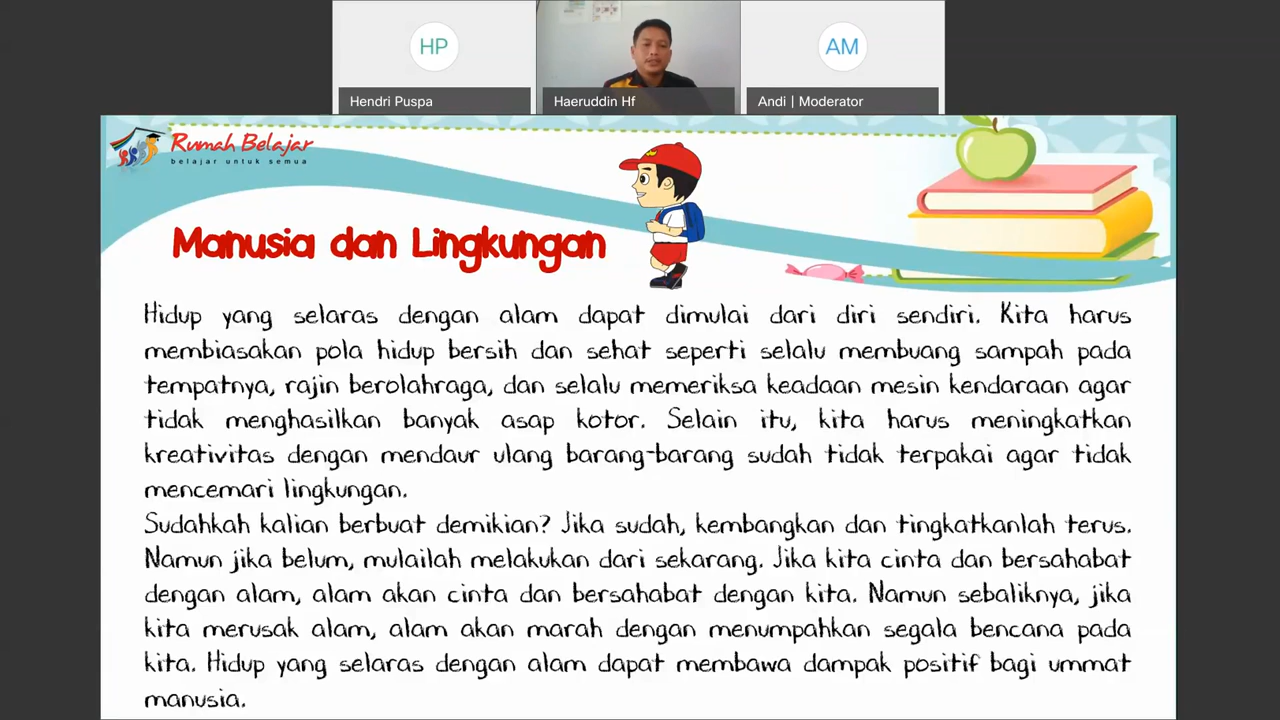 HP
AM
Hendri Puspa
Haeruddin Hf
Andi | Moderator
Rumah Belajar
belajar untuk semua
Manusia dan Lingkungan
Hidup yang selaras dengan alam dapat dimulai dari diri sendiri. Kita harus
membiasakan pola hidup bersih dan sehat seperti selalu membuang sampah pada
tempatnya, rajin berolahraga, dan selalu memeriksa keadaan mesin kendaraan agar
tidak menghasilkan banyak asap kotor. Selain itu, kita harus meningkatkan
kreativitas dengan mendaur ulang barang-barang sudah tidak terpakai agar tidak
mencemari lingkungan.
Sudahkah kalian berbuat demikian? Jika sudah, kembangkan dan tingkatkanlah terus.
Namun jika belum, mulailah melakukan dari sekarang. Jika kita cinta dan bersahabat
dengan alam, alam akan cinta dan bersahabat dengan kita. Namun sebaliknya, jika
kita merusak alam, alam akan marah dengan menumpahkan segala bencana pada
kita. Hidup yang selaras dengan alam dapat membawa dampak positif bagi ummat
manusia.